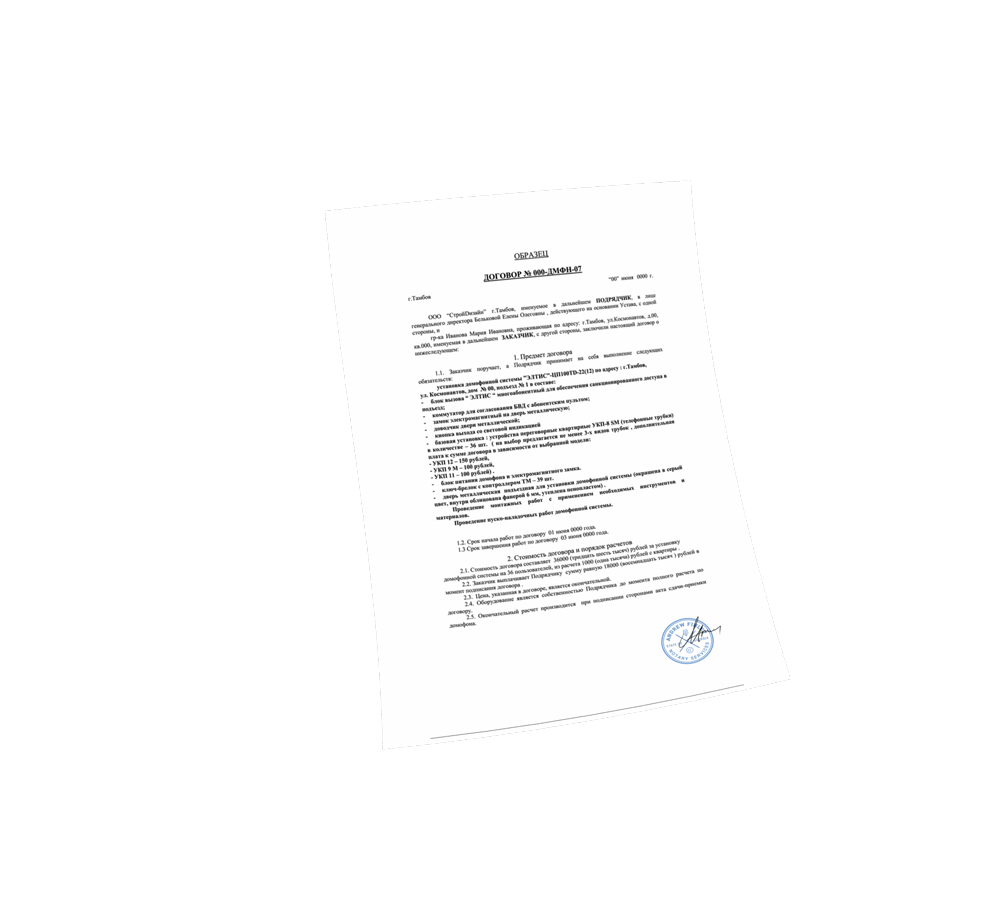 ОБРАЗЕЦ
ДОГОВОР № 000-ДМФН-07
"00" июня 0000 г.
г.Тамбов
ООО "СтройДизайн" г.Тамбов, именуемое в дальнейшем ПОДРЯДЧИК, в лице
генерального директора Бельковой Елены Олеговны , действующего на основании Устава, с одной
стороны, и
гр-ка Иванова Мария Ивановна, проживающая по адресу: г.Тамбов, ул.Космонавтов, д.00,
кв.000, именуемая в дальнейшем ЗАКАЗЧИК, с другой стороны, заключили настоящий договор о
нижеследующем:
1. Предмет договора
1.1. Заказчик поручает, а Подрядчик принимает на себя выполнение следующих
обязательств:
установка домофонной системы "ЭЛТИС"-ЦП100TD-22(12) по адресу : г.Тамбов,
ул. Космонавтов, дом № 00, подъезд № 1 в составе:
- блок вызова " ЭЛТИС " многоабонентный для обеспечения санкционированного доступа в
подъезд;
- коммутатор для согласования БВД с абонентским пультом;
- замок электромагнитный на дверь металлическую;
- доводчик двери металлической;
- кнопка выхода со световой индикацией
- базовая установка : устройства переговорные квартирные УКП-8 SM (телефонные трубки)
в количестве – 36 шт. ( на выбор предлагается не менее 3-х видов трубок , дополнительная
плата к сумме договора в зависимости от выбранной модели:
- УКП 12 – 150 рублей,
- УКП 9 М – 100 рублей,
- УКП 11 – 100 рублей) .
- блок питания домофона и электромагнитного замка.
- ключ-брелок с контроллером ТМ – 39 шт.
- дверь металлическая подъездная для установки домофонной системы (окрашена в серый
цвет, внутри облицована фанерой 6 мм, утеплена пенопластом) .
Проведение монтажных работ с применением необходимых инструментов и
материалов.
Проведение пуско-наладочных работ домофонной системы.
1.2. Срок начала работ по договору 01 июня 0000 года.
1.3 Срок завершения работ по договору 03 июня 0000 года.
2. Стоимость договора и порядок расчетов
2.1. Стоимость договора составляет 36000 (тридцать шесть тысяч) рублей за установку
домофонной системы на 36 пользователей, из расчета 1000 (одна тысяча) рублей с квартиры .
2.2. Заказчик выплачивает Подрядчику сумму равную 18000 (восемнадцать тысяч ) рублей в
момент подписания договора .
2.3. Цена, указанная в договоре, является окончательной.
2.4. Оборудование является собственностью Подрядчика до момента полного расчета по
договору.
2.5. Окончательный расчет производится при подписании сторонами акта сдачи-приемки
домофона.
ANDREW
NOTARY SERVICES